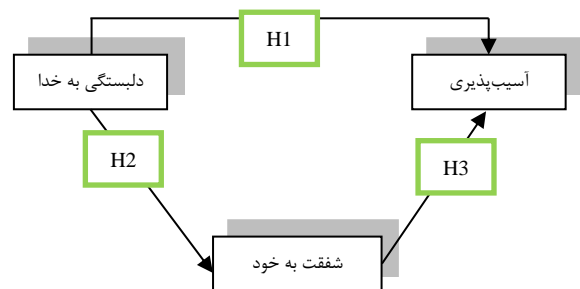 H1
دلبستگی به خدا
آسیب‌پذیری
H2
H3
شفقت به خود